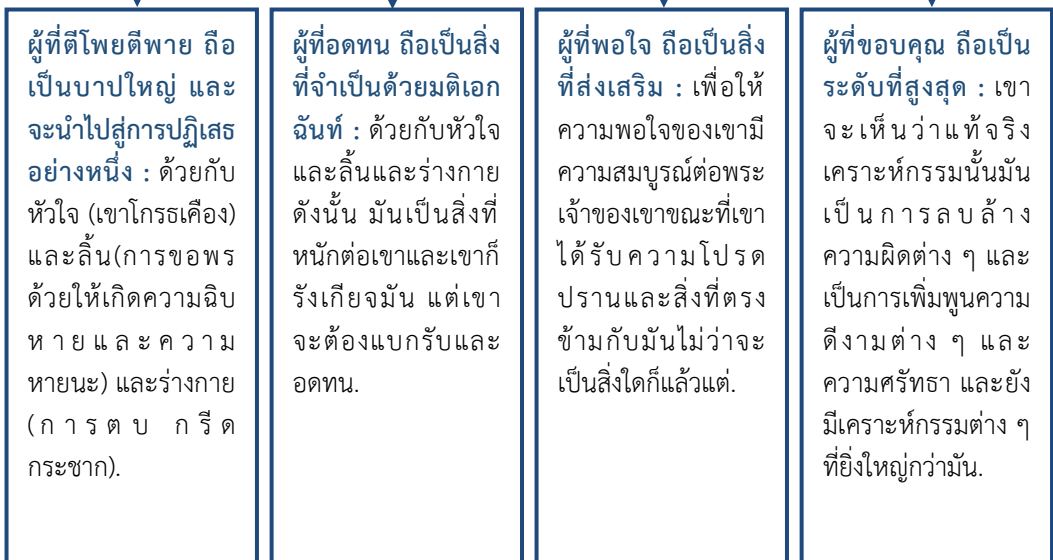 ผู้ที่ตีโพยตีพาย ถือ
เป็นบาปใหญ่ และ
จะนำไปสู่การปฏิเสธ
อย่างหนึ่ง : ด้วยกับ
หัวใจ (เขาโกรธเคือง)
และลิ้น(การขอพร
ด้วยให้เกิดความฉิบ
หายและความ
หายนะ) และร่างกาย
(การตบ กรีด
กระชาก).
ผู้ที่อดทน ถือเป็นสิ่ง
ที่จำเป็นด้วยมติเอก
ฉันท์ : ด้วยกับหัวใจ
และลิ้นและร่างกาย
ดังนั้น มันเป็นสิ่งที่
หนักต่อเขาและเขาก็
รังเกียจมัน แต่เขา
จะต้องแบกรับและ
อดทน.
ผู้ที่พอใจ ถือเป็นสิ่ง
ที่ส่งเสริม : เพื่อให้
ความพอใจของเขามี
ความสมบูรณ์ต่อพระ
เจ้าของเขาขณะที่เขา
ได้รับความโปรด
ปรานและสิ่งที่ตรง
ข้ามกับมันไม่ว่าจะ
เป็นสิ่งใดก็แล้วแต่.
ผู้ที่ขอบคุณ ถือเป็น
ระดับที่สูงสุด : เขา
จะเห็นว่าแท้จริง
เคราะห์กรรมนั้นมัน
เป็นการลบล้าง
ความผิดต่าง ๆ และ
เป็นการเพิ่มพูนความ
ดีงามต่าง ๆ และ
ความศรัทธา และยัง
มีเคราะห์กรรมต่าง ๆ
ที่ยิ่งใหญ่กว่ามัน.